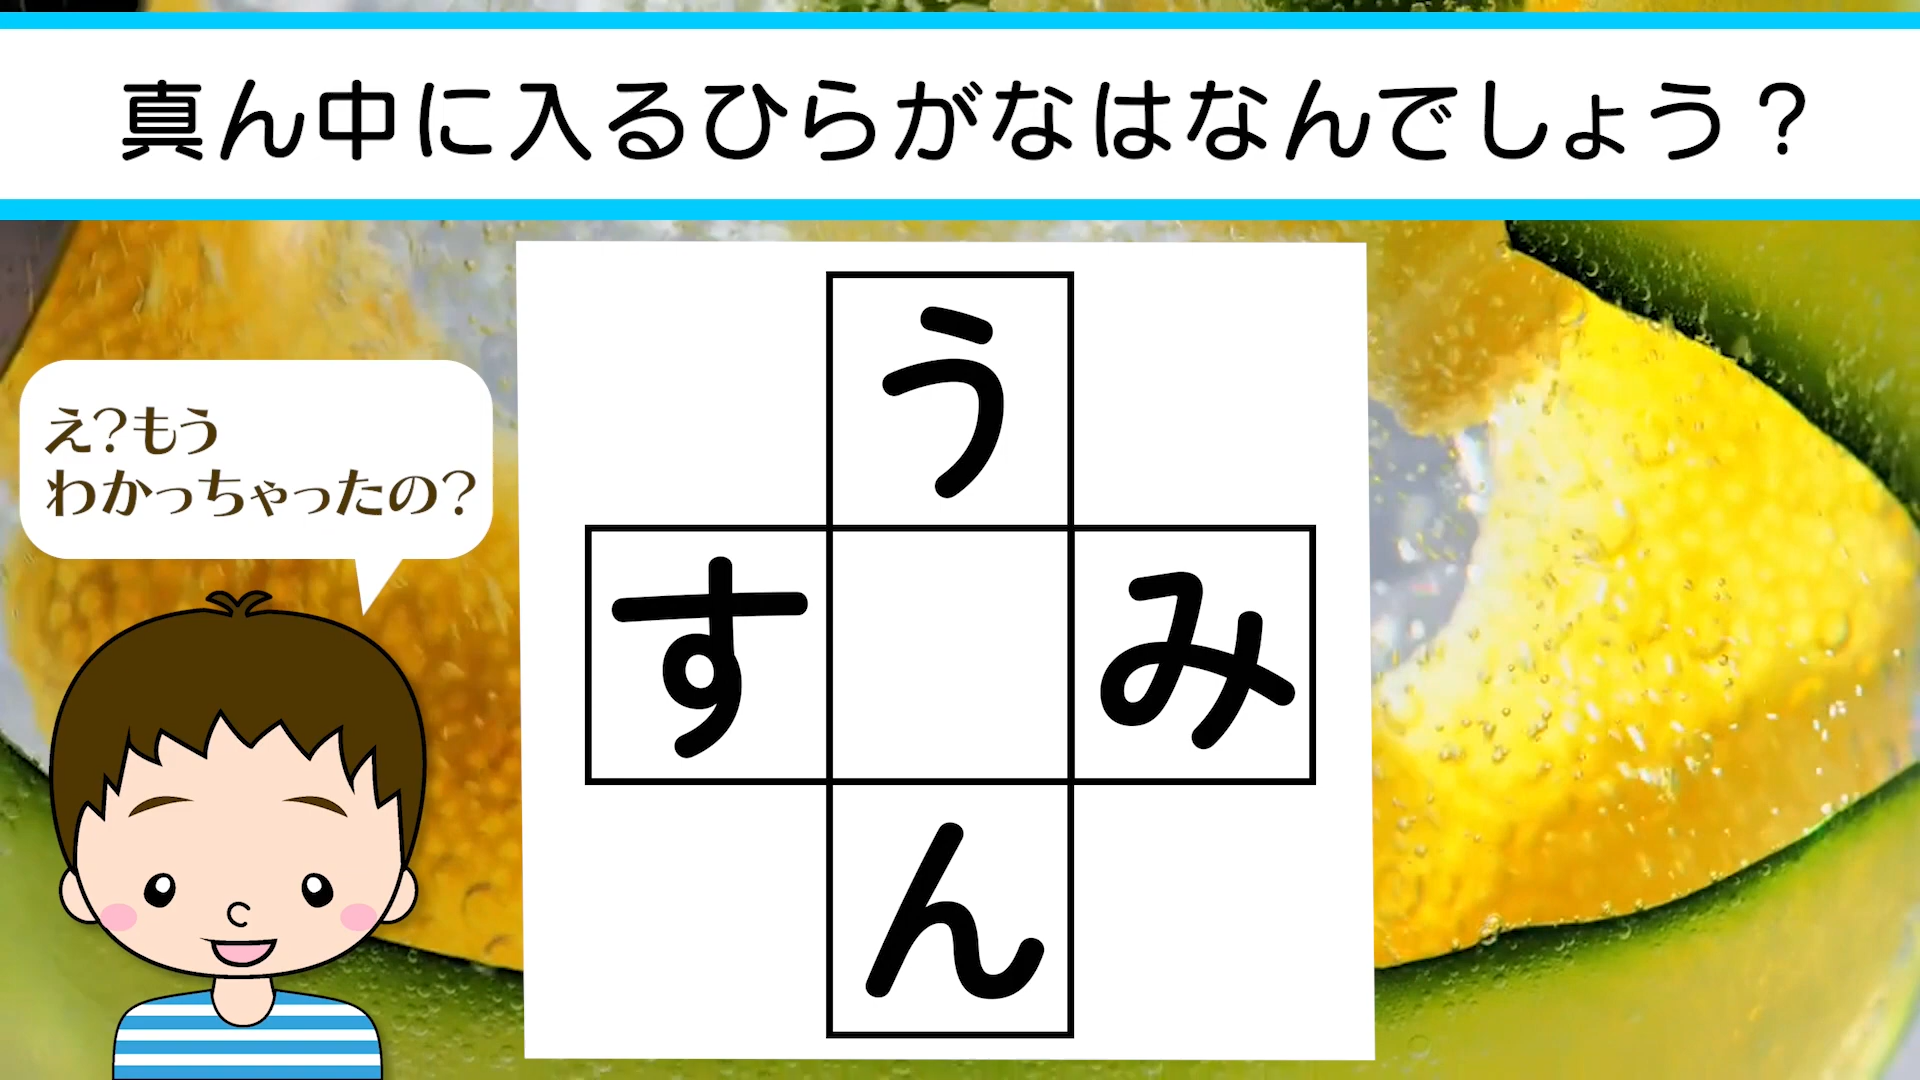 真ん中に入るひらがなはなんでしょう？
え？もう
わかっちゃったの？
う
す み
ん